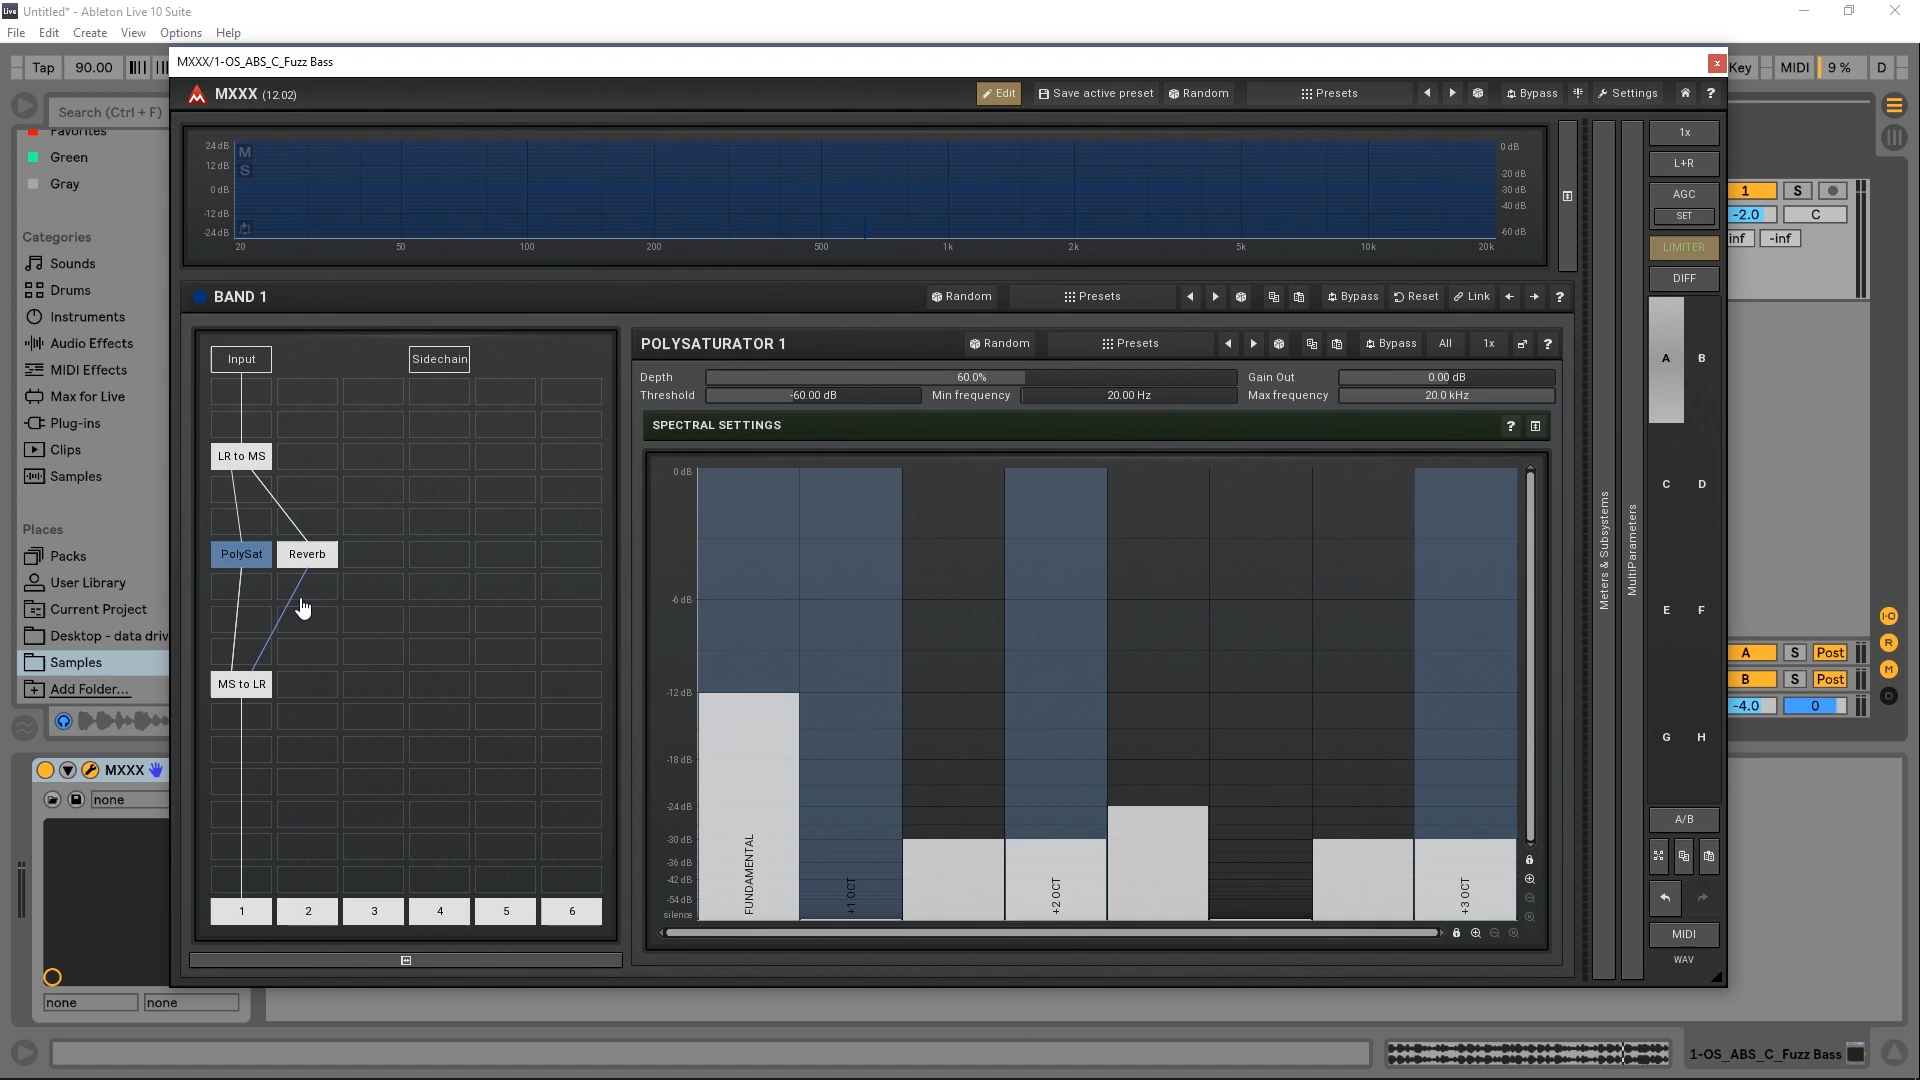 Live Untitled* - Ableton Live 10 Suite
File Edit Create View Options Help
Tap 90.00 Key MIDI 9 % D
MXXX/1-OS_ABS_C_Fuzz Bass x
MXXX (12.02) Edit Save active preset Random Presets Bypass Settings ?
Search (Ctrl + F)
Favorites
Green
Gray
Categories
Sounds
Drums
Instruments
Audio Effects
MIDI Effects
Max for Live
Plug-ins
Clips
Samples
Places
Packs
User Library
Current Project
Desktop - data driv
Samples
Add Folder...
MXXX
none
none none
24 dB
12 dB
0 dB
-12 dB
-24 dB
M
S
0 dB
-20 dB
-30 dB
-40 dB
-60 dB
20 50 100 200 500 1k 2k 5k 10k 20k
BAND 1 Random Presets Bypass Reset Link ?
Input Sidechain
LR to MS
PolySat Reverb
MS to LR
1 2 3 4 5 6
POLYSATURATOR 1 Random Presets Bypass All 1x ?
Depth 60.0% Gain Out 0.00 dB
Threshold -60.00 dB Min frequency 20.00 Hz Max frequency 20.0 kHz
SPECTRAL SETTINGS ?
0 dB
-6 dB
-12 dB
-18 dB
-24 dB
-30 dB
-36 dB
-42 dB
-54 dB
silence
FUNDAMENTAL
+1 OCT
+2 OCT
+3 OCT
Meters & Subsystems
MultiParameters
1x
L+R
AGC
SET
LIMITER
DIFF
A B
C D
E F
G H
A/B
MIDI
WAV
1 S
-2.0 C
inf -inf
A S Post
B S Post
-4.0 0
I-O
R
M
D
1-OS_ABS_C_Fuzz Bass